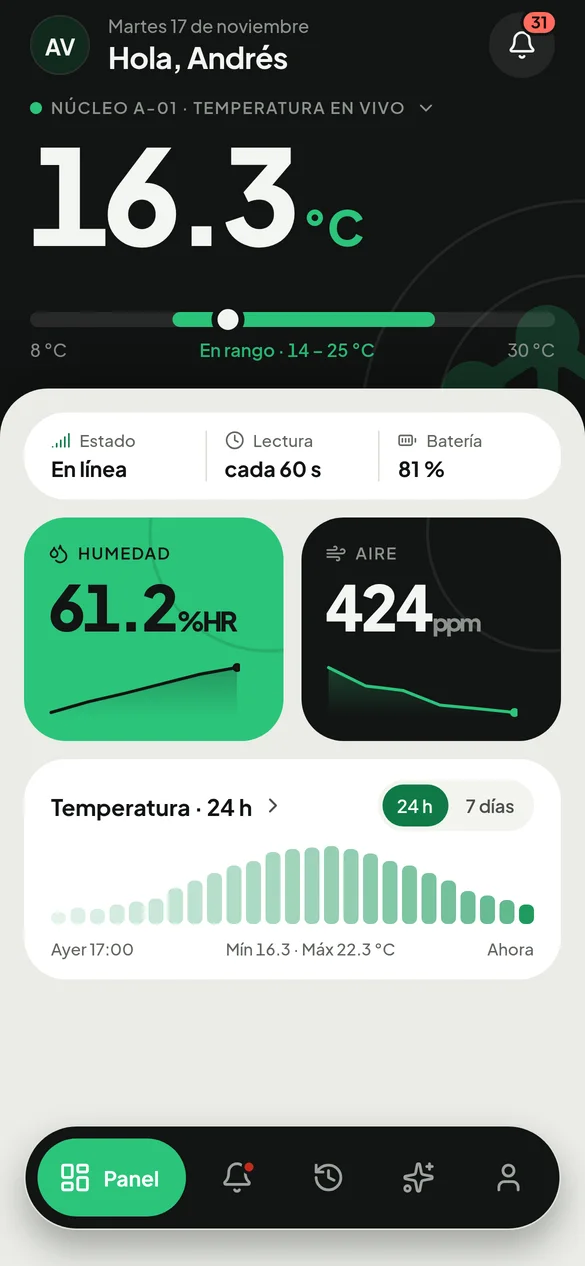 AV
Martes 17 de noviembre
Hola, Andrés
31
NÚCLEO A-01 · TEMPERATURA EN VIVO
16.3 °C
8 °C
En rango · 14 – 25 °C
30 °C
Estado
En línea
Lectura
cada 60 s
Batería
81 %
HUMEDAD
61.2%HR
AIRE
424ppm
Temperatura · 24 h
24 h
7 días
Ayer 17:00
Mín 16.3 · Máx 22.3 °C
Ahora
Panel